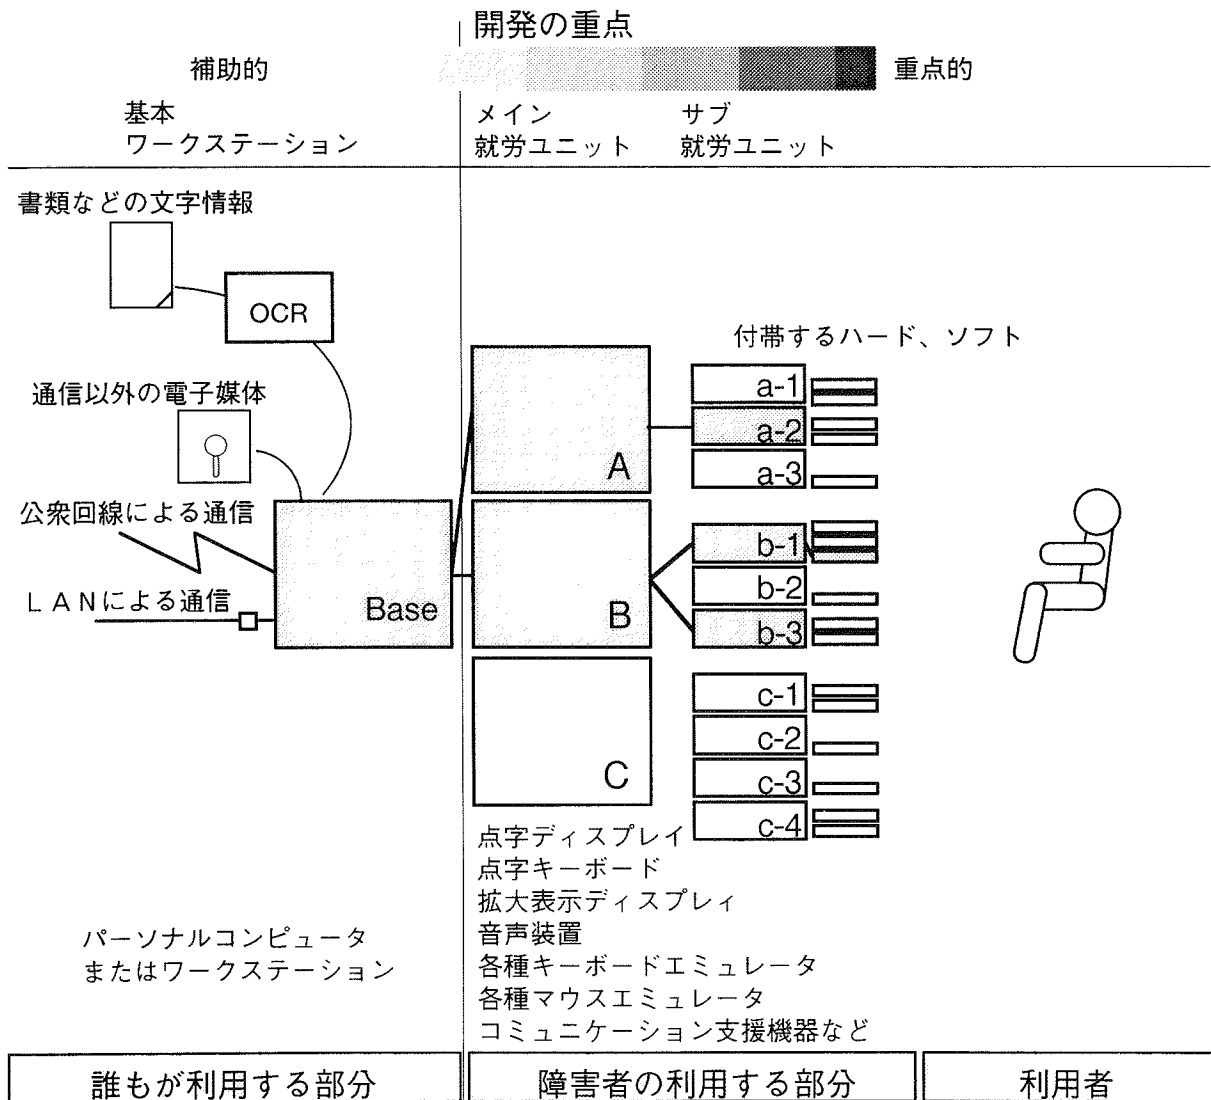 開発の重点
補助的
重点的
基本
ワークステーション
メイン
就労ユニット
サブ
就労ユニット
書類などの文字情報
OCR
付帯するハード、ソフト
通信以外の電子媒体
公衆回線による通信
LANによる通信
Base
A
B
C
a-1
a-2
a-3
b-1
b-2
b-3
c-1
c-2
c-3
c-4
点字ディスプレイ
点字キーボード
拡大表示ディスプレィ
音声装置
各種キーボードエミュレータ
各種マウスエミュレータ
コミュニケーション支援機器など
パーソナルコンピュータ
またはワークステーション
誰もが利用する部分
障害者の利用する部分
利用者